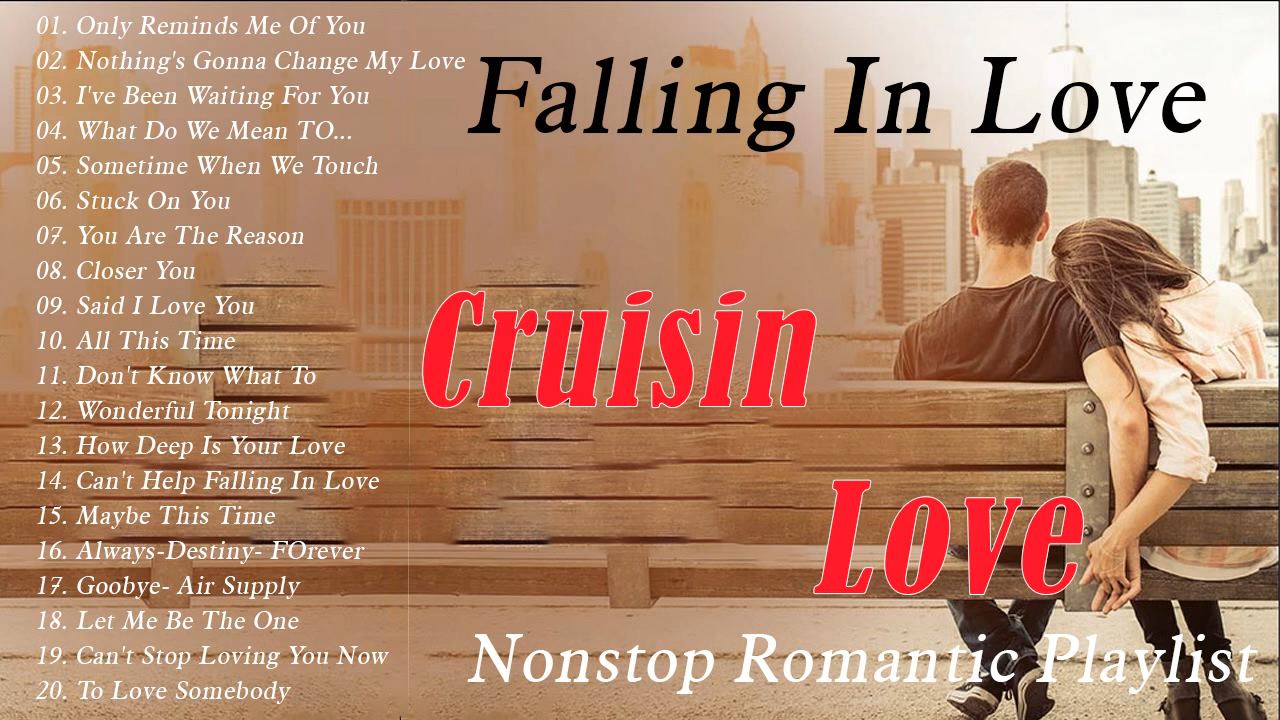 01. Only Reminds Me Of You
02. Nothing's Gonna Change My Love
03. I've Been Waiting For You
04. What Do We Mean TO...
05. Sometime When We Touch
06. Stuck On You
07. You Are The Reason
08. Closer You
09. Said I Love You
10. All This Time
11. Don't Know What To
12. Wonderful Tonight
13. How Deep Is Your Love
14. Can't Help Falling In Love
15. Maybe This Time
16. Always-Destiny- FOrever
17. Goobye- Air Supply
18. Let Me Be The One
19. Can't Stop Loving You Now
20. To Love Somebody
Falling In Love
Cruisin
Love
Nonstop Romantic Playlist